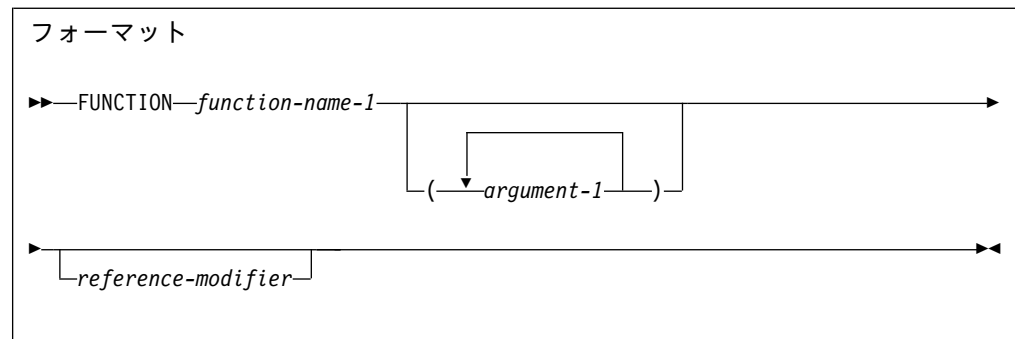 フォーマット
FUNCTION function-name-1
( argument-1 )
reference-modifier